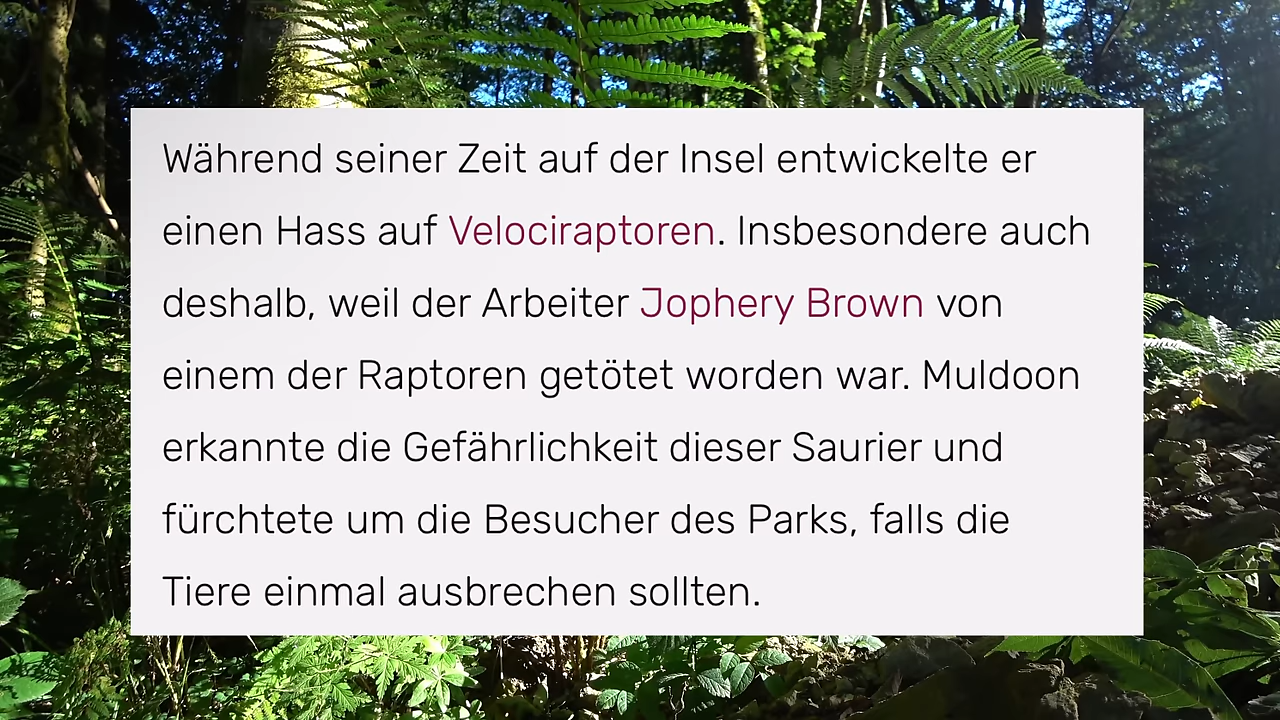 Während seiner Zeit auf der Insel entwickelte er
einen Hass auf Velociraptoren. Insbesondere auch
deshalb, weil der Arbeiter Jophery Brown von
einem der Raptoren getötet worden war. Muldoon
erkannte die Gefährlichkeit dieser Saurier und
fürchtete um die Besucher des Parks, falls die
Tiere einmal ausbrechen sollten.